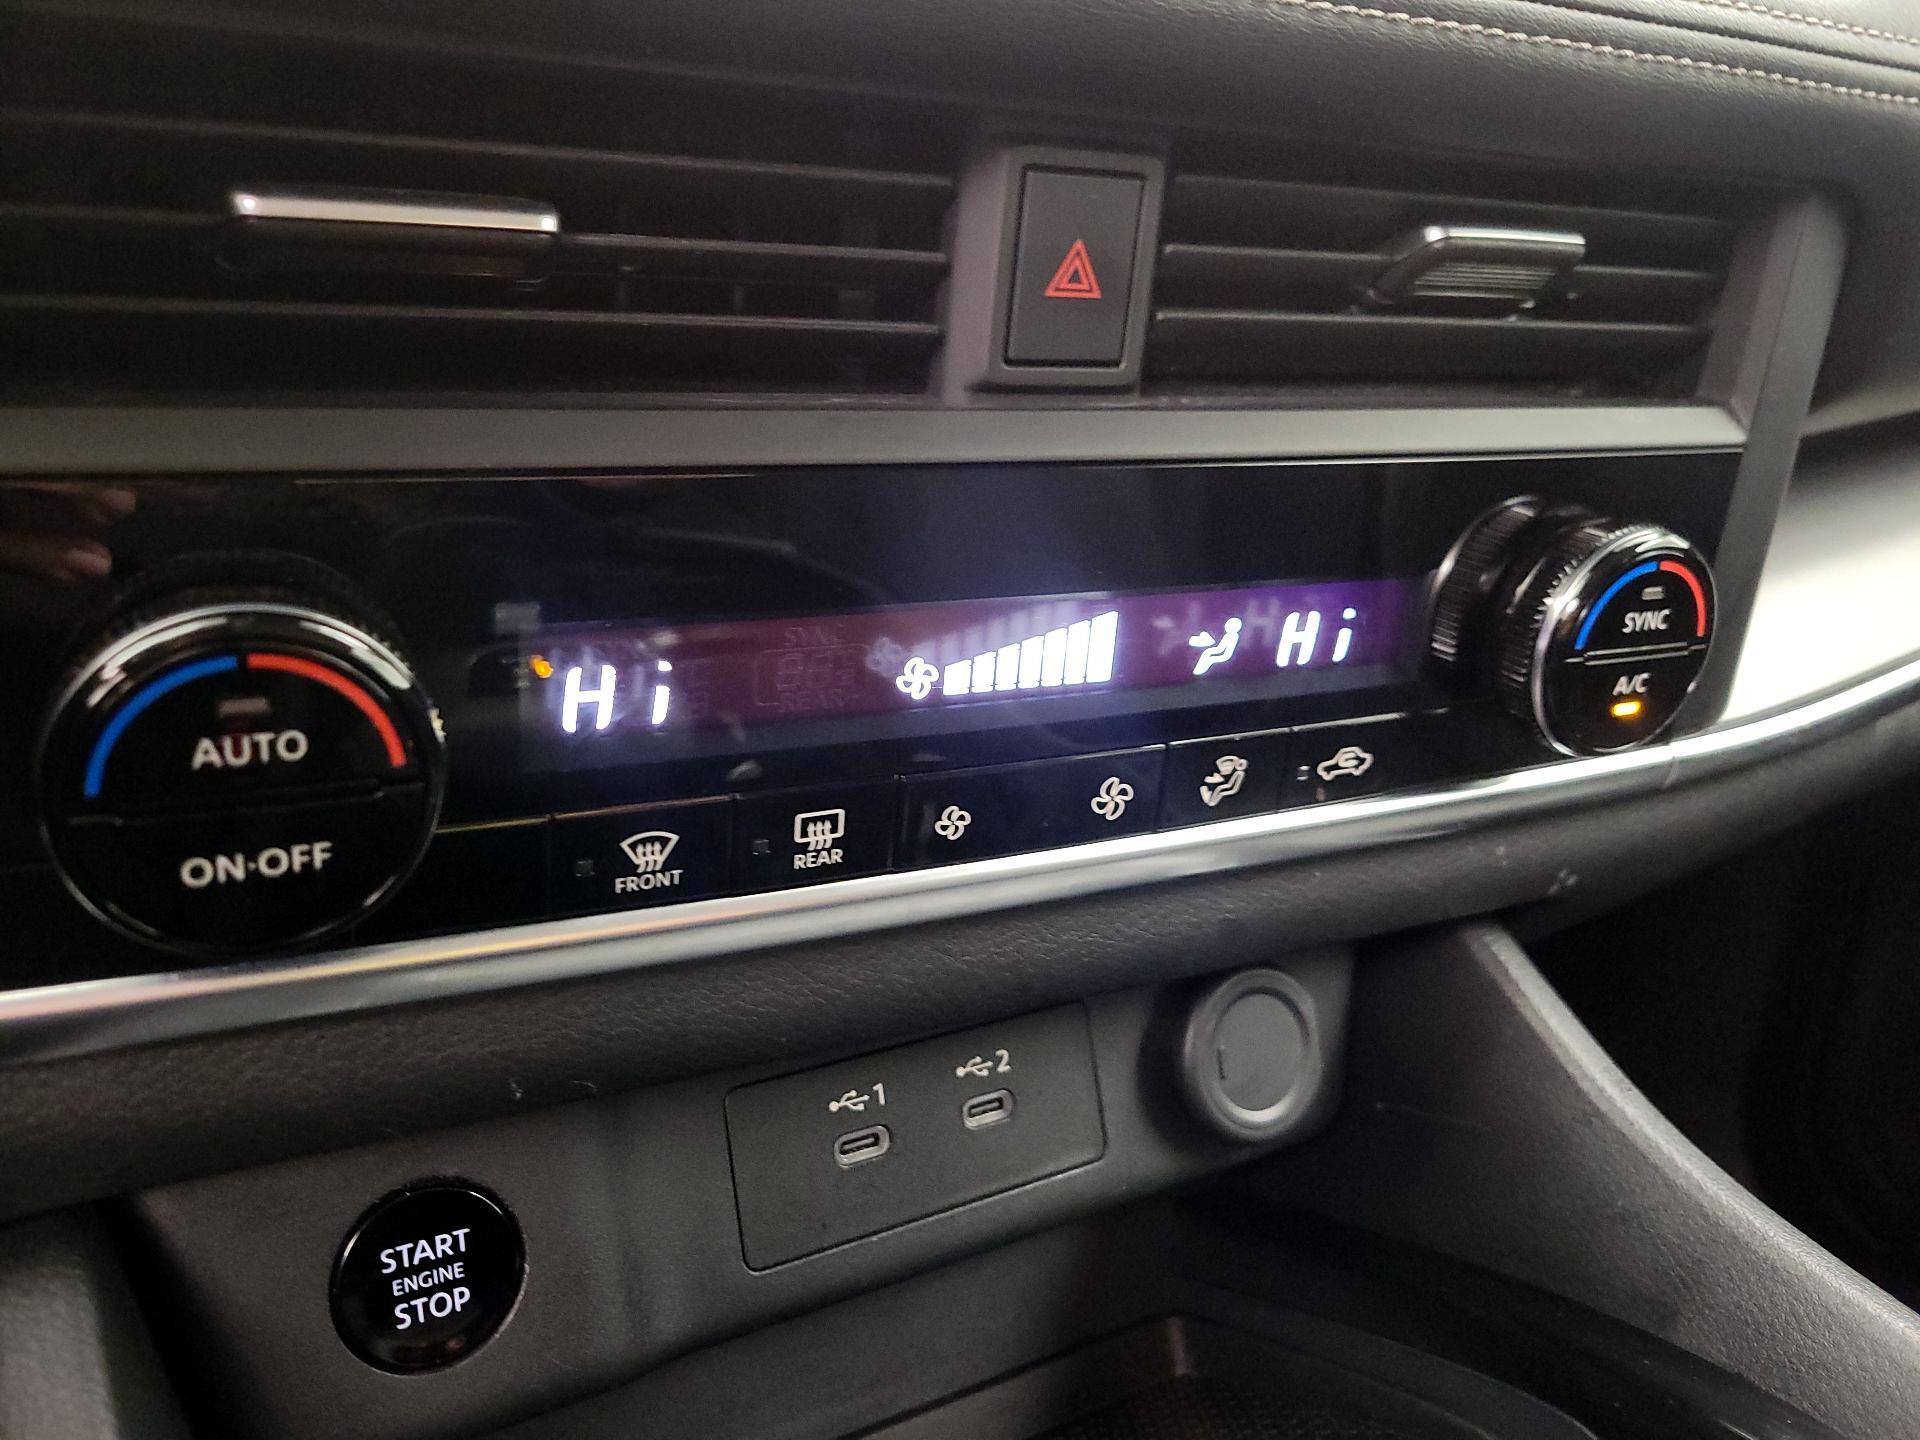 Hi
Hi
SYNC
A/C
AUTO
ON·OFF
FRONT
REAR
1
2
START
ENGINE
STOP